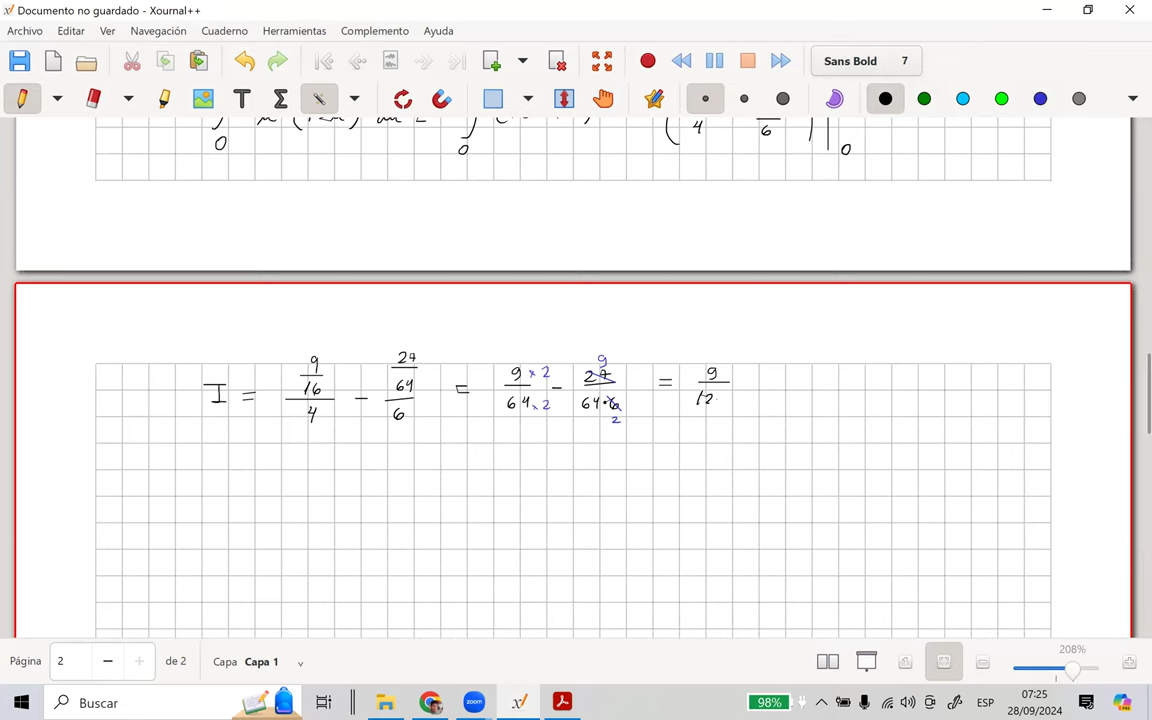 Documento no guardado - Xournal++
Archivo Editar Ver Navegación Cuaderno Herramientas Complemento Ayuda
Sans Bold 7
0 0 4 6 0
I = 9/16/4 - 27/64/6 = 9 × 2/64 × 2 - 27 9/64 · 6 2 = 9/12
Página 2 de 2 Capa Capa 1 208%
Buscar 98% ESP 07:25
28/09/2024